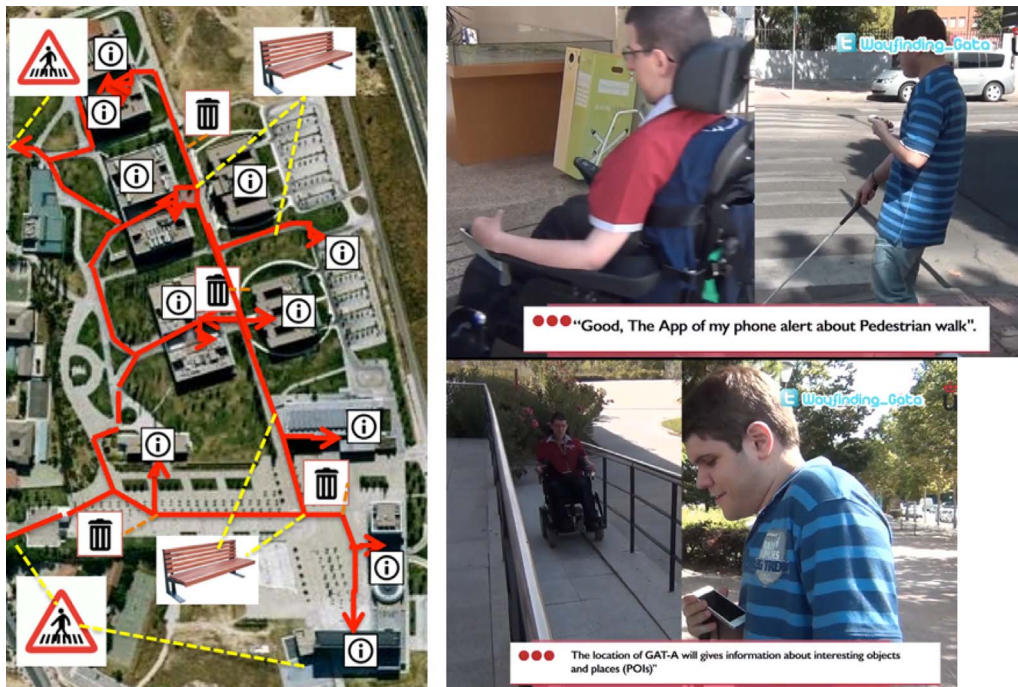 Wayfinding_Gata
"Good, The App of my phone alert about Pedestrian walk".
Wayfinding_Gata
The location of GAT-A will gives information about interesting objects
and places (POIs)"